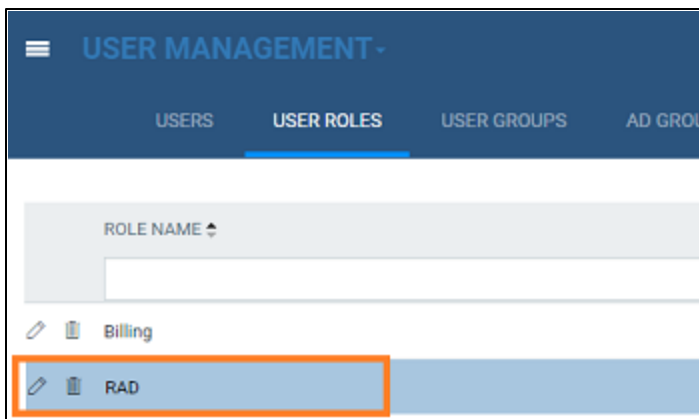 USER MANAGEMENT
USERS USER ROLES USER GROUPS AD GROU
ROLE NAME
Billing
RAD